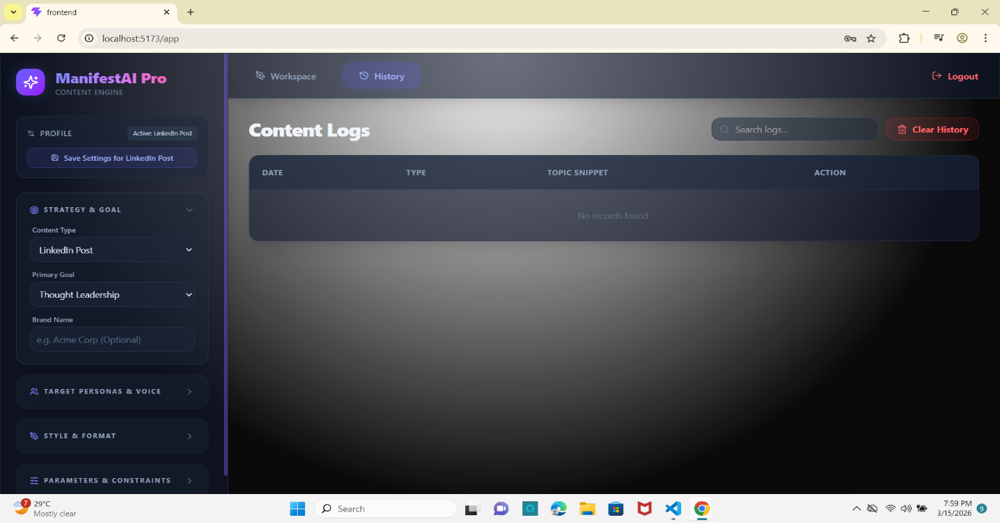 frontend
localhost:5173/app
ManifestAI Pro
CONTENT ENGINE
Workspace
History
Logout
PROFILE
Active: LinkedIn Post
Save Settings for LinkedIn Post
Content Logs
Search logs...
Clear History
DATE TYPE TOPIC SNIPPET ACTION
No records found.
STRATEGY & GOAL
Content Type
LinkedIn Post
Primary Goal
Thought Leadership
Brand Name
e.g. Acme Corp (Optional)
TARGET PERSONAS & VOICE
STYLE & FORMAT
PARAMETERS & CONSTRAINTS
7
29°C
Mostly clear
Search
7:59 PM
3/15/2026
9